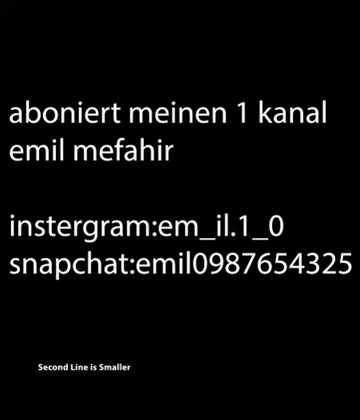 aboniert meinen 1 kanal
emil mefahir
instergram:em_il.1_0
snapchat:emil0987654325
Second Line is Smaller